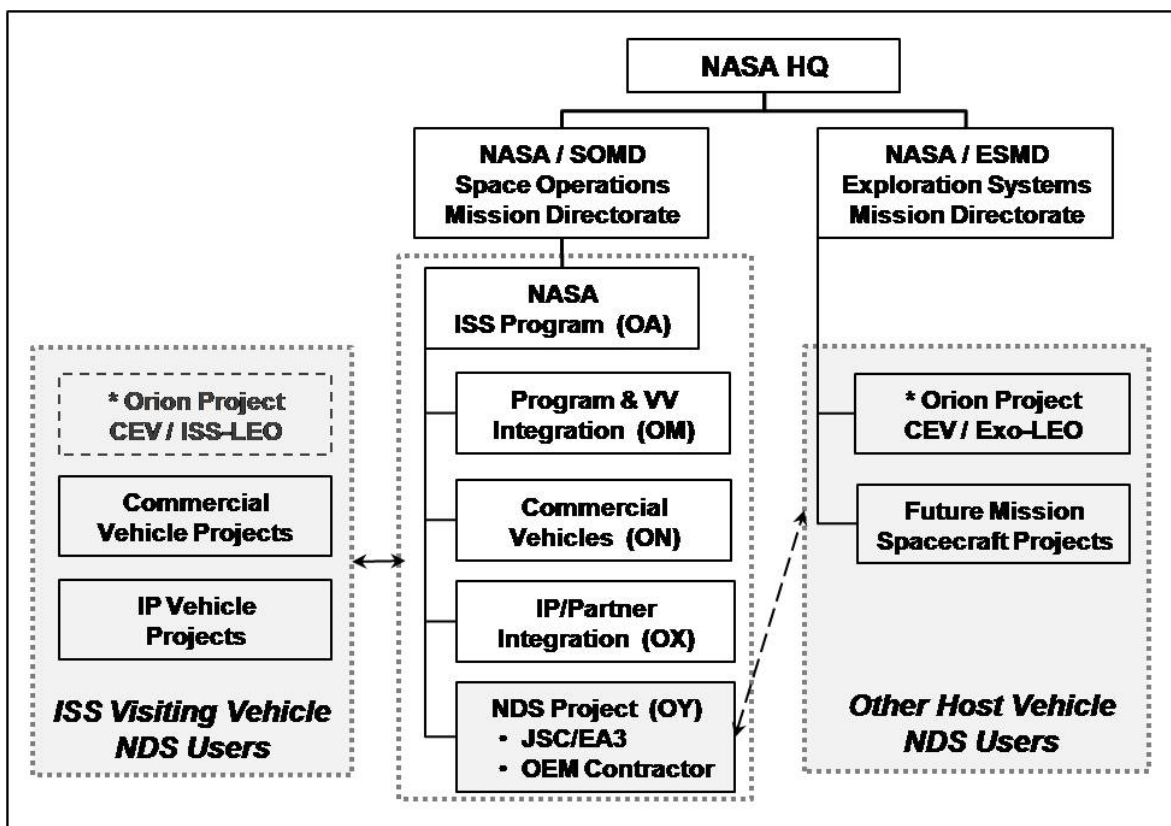 NASA HQ
NASA / SOMD
Space Operations
Mission Directorate
NASA / ESMD
Exploration Systems
Mission Directorate
NASA
ISS Program (OA)
* Orion Project
CEV / ISS-LEO
Commercial
Vehicle Projects
IP Vehicle
Projects
ISS Visiting Vehicle
NDS Users
Program & VV
Integration (OM)
Commercial
Vehicles (ON)
IP/Partner
Integration (OX)
NDS Project (OY)
• JSC/EA3
• OEM Contractor
* Orion Project
CEV / Exo-LEO
Future Mission
Spacecraft Projects
Other Host Vehicle
NDS Users